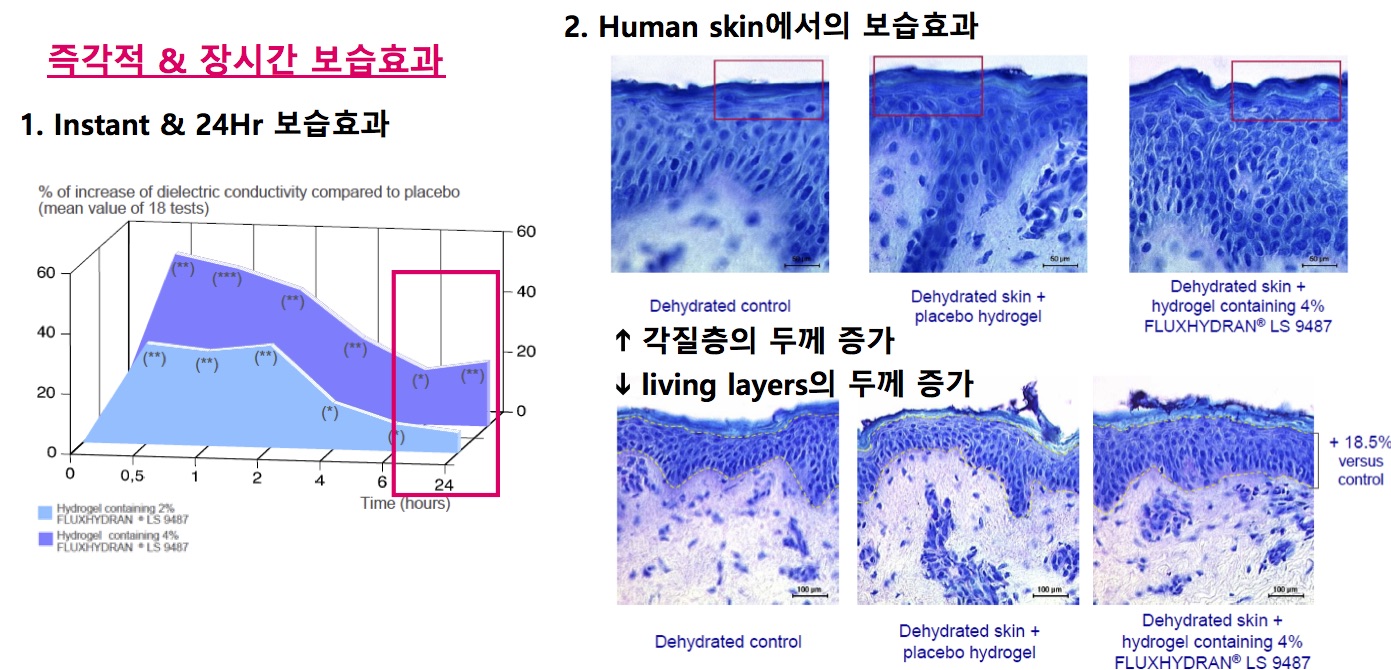 즉각적 & 장시간 보습효과
1. Instant & 24Hr 보습효과
% of increase of dielectric conductivity compared to placebo
(mean value of 18 tests)
60
40
20
0
60
40
20
0
(**)
(***)
(**)
(**)
(*)
(**)
(**)
(**)
(**)
(*)
(*)
0
0,5
1
2
4
6
24
Time (hours)
Hydrogel containing 2%
FLUXHYDRAN ® LS 9487
Hydrogel containing 4%
FLUXHYDRAN ® LS 9487
2. Human skin에서의 보습효과
50 µm
50 µm
50 µm
Dehydrated control
Dehydrated skin +
placebo hydrogel
Dehydrated skin +
hydrogel containing 4%
FLUXHYDRAN® LS 9487
↑ 각질층의 두께 증가
↓ living layers의 두께 증가
+ 18.5%
versus
control
100 µm
100 µm
100 µm
Dehydrated control
Dehydrated skin +
placebo hydrogel
Dehydrated skin +
hydrogel containing 4%
FLUXHYDRAN® LS 9487